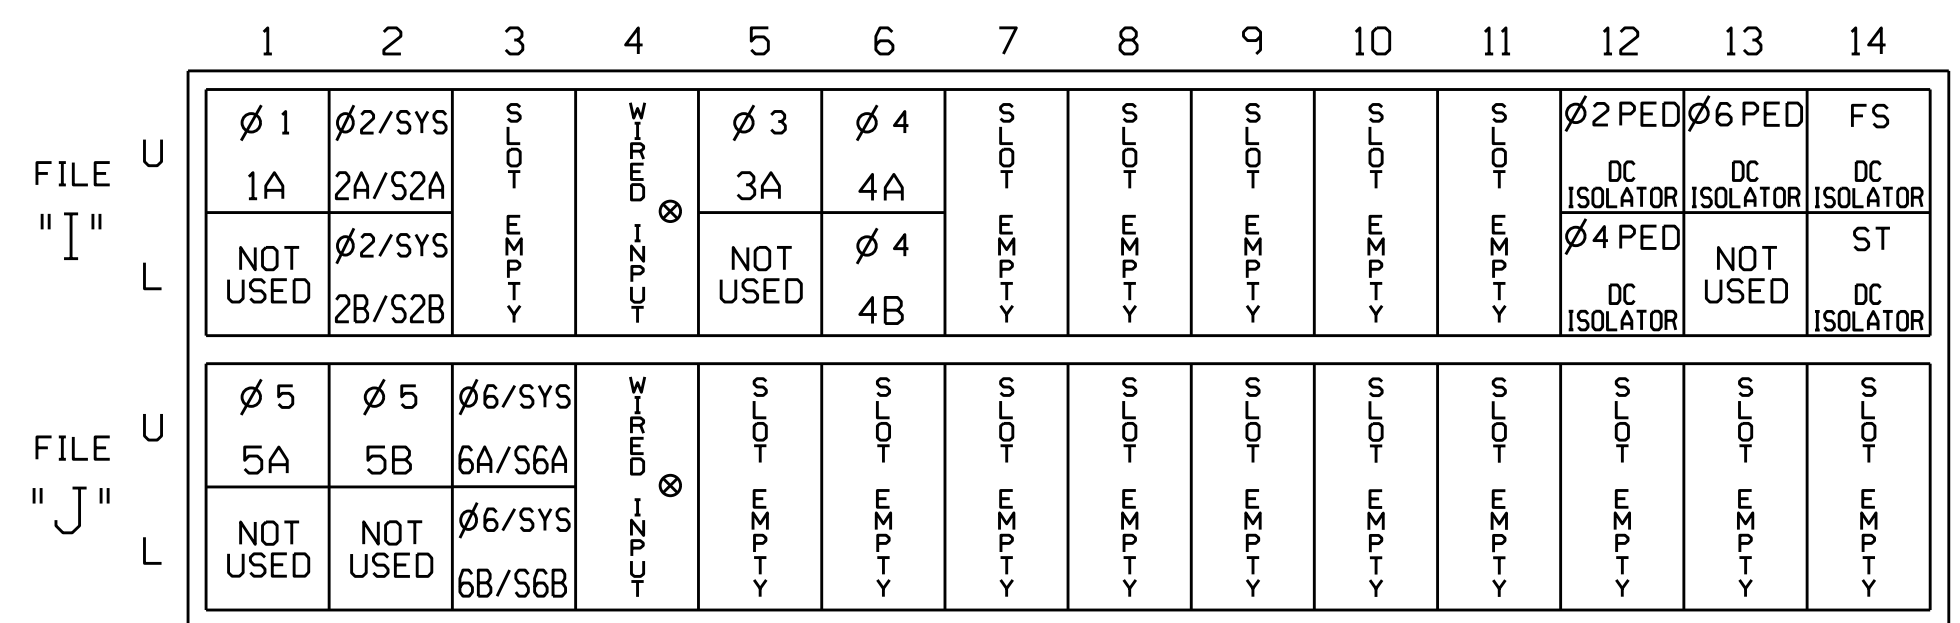 1 2 3 4 5 6 7 8 9 10 11 12 13 14
FILE
"I"
U
L
Ø 1
1A
NOT
USED
Ø2/SYS
2A/S2A
Ø2/SYS
2B/S2B
SLOT EMPTY
WIRED INPUT
Ø 3
3A
NOT
USED
Ø 4
4A
Ø 4
4B
SLOT EMPTY
SLOT EMPTY
SLOT EMPTY
SLOT EMPTY
SLOT EMPTY
Ø2 PED
DC
ISOLATOR
Ø4 PED
DC
ISOLATOR
Ø6 PED
DC
ISOLATOR
NOT
USED
FS
DC
ISOLATOR
ST
DC
ISOLATOR
FILE
"J"
U
L
Ø 5
5A
NOT
USED
Ø 5
5B
NOT
USED
Ø6/SYS
6A/S6A
Ø6/SYS
6B/S6B
WIRED INPUT
SLOT EMPTY
SLOT EMPTY
SLOT EMPTY
SLOT EMPTY
SLOT EMPTY
SLOT EMPTY
SLOT EMPTY
SLOT EMPTY
SLOT EMPTY
SLOT EMPTY